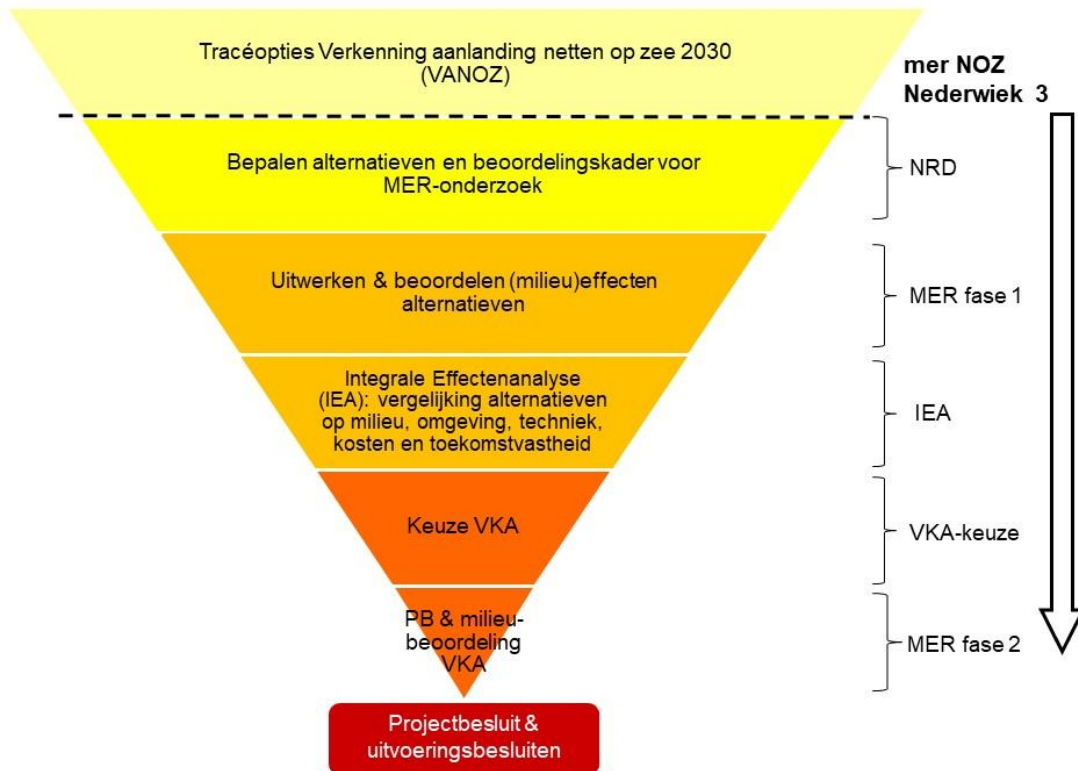 Tracéopties Verkenning aanlanding netten op zee 2030
(VANOZ)
mer NOZ
Nederwiek 3
Bepalen alternatieven en beoordelingskader voor
MER-onderzoek
NRD
Uitwerken & beoordelen (milieu)effecten
alternatieven
MER fase 1
Integrale Effectenanalyse
(IEA): vergelijking alternatieven
op milieu, omgeving, techniek,
kosten en toekomstvastheid
IEA
Keuze VKA
VKA-keuze
PB & milieu-
beoordeling
VKA
MER fase 2
Projectbesluit &
uitvoeringsbesluiten